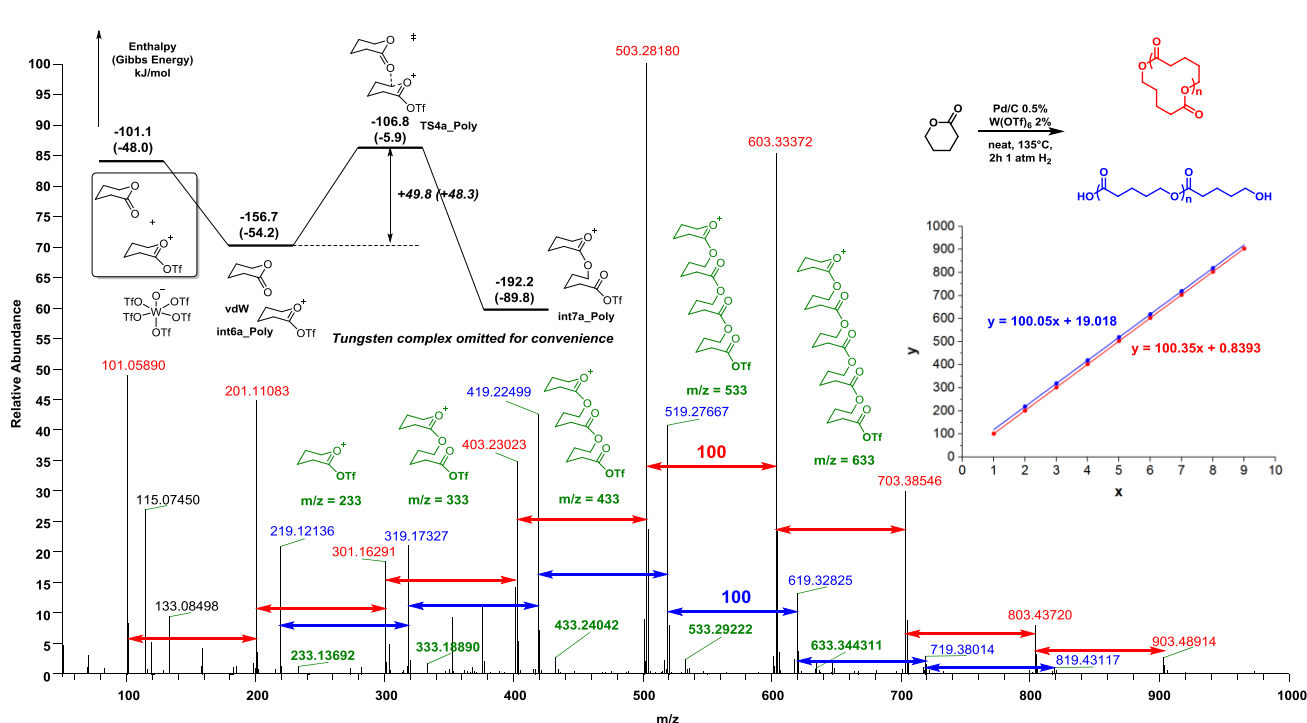 Enthalpy
(Gibbs Energy)
kJ/mol
-101.1
(-48.0)
O
O
+
O+
OTf
O-
TfO
OTf
W
TfO
OTf
OTf
-156.7
(-54.2)
O
O
vdW
int6a_Poly
O+
OTf
‡
O
O
O+
OTf
TS4a_Poly
-106.8
(-5.9)
+49.8 (+48.3)
-192.2
(-89.8)
O+
O
O
OTf
int7a_Poly
Tungsten complex omitted for convenience
O
O
Pd/C 0.5%
W(OTf)6 2%
neat, 135°C,
2h 1 atm H2
O
O
O
n
O
HO
O
O
n
O
OH
y = 100.05x + 19.018
y = 100.35x + 0.8393
y
1000
900
800
700
600
500
400
300
200
100
0
0 1 2 3 4 5 6 7 8 9 10
x
Relative Abundance
100
95
90
85
80
75
70
65
60
55
50
45
40
35
30
25
20
15
10
5
0
503.28180
603.33372
101.05890
201.11083
115.07450
133.08498
219.12136
301.16291
319.17327
403.23023
419.22499
519.27667
619.32825
703.38546
719.38014
803.43720
819.43117
903.48914
233.13692
333.18890
433.24042
533.29222
633.344311
O+
OTf
m/z = 233
O+
O
O
OTf
m/z = 333
O+
O
O
O
O
OTf
m/z = 433
O+
O
O
O
O
O
O
OTf
m/z = 533
O+
O
O
O
O
O
O
O
O
OTf
m/z = 633
100
100
100 200 300 400 500 600 700 800 900 1000
m/z